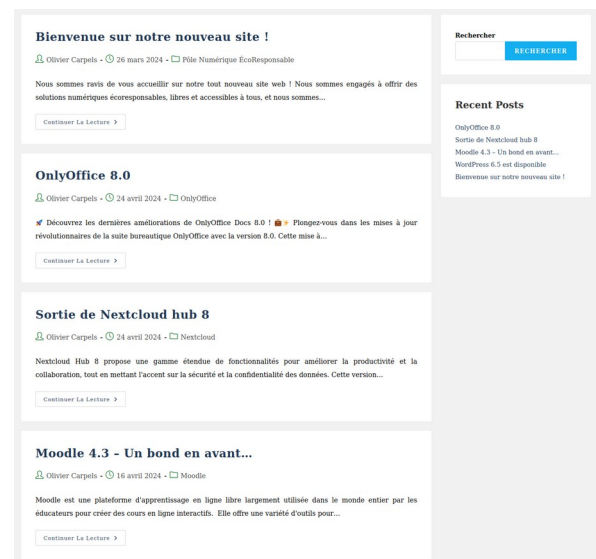 Bienvenue sur notre nouveau site !
Olivier Carpels - 26 mars 2024 - Pôle Numérique ÉcoResponsable
Nous sommes ravis de vous accueillir sur notre tout nouveau site web ! Nous sommes engagés à offrir des
solutions numériques écoresponsables, libres et accessibles à tous, et nous sommes…
Continuer La Lecture
OnlyOffice 8.0
Olivier Carpels - 24 avril 2024 - OnlyOffice
🚀 Découvrez les dernières améliorations de OnlyOffice Docs 8.0 ! 💼✨ Plongez-vous dans les mises à jour
révolutionnaires de la suite bureautique OnlyOffice avec la version 8.0. Cette mise à…
Continuer La Lecture
Sortie de Nextcloud hub 8
Olivier Carpels - 24 avril 2024 - Nextcloud
Nextcloud Hub 8 propose une gamme étendue de fonctionnalités pour améliorer la productivité et la
collaboration, tout en mettant l'accent sur la sécurité et la confidentialité des données. Cette version…
Continuer La Lecture
Moodle 4.3 – Un bond en avant…
Olivier Carpels - 16 avril 2024 - Moodle
Moodle est une plateforme d'apprentissage en ligne libre largement utilisée dans le monde entier par les
éducateurs pour créer des cours en ligne interactifs. Elle offre une variété d'outils pour…
Continuer La Lecture
Rechercher
RECHERCHER
Recent Posts
OnlyOffice 8.0
Sortie de Nextcloud hub 8
Moodle 4.3 – Un bond en avant…
WordPress 6.5 est disponible
Bienvenue sur notre nouveau site !